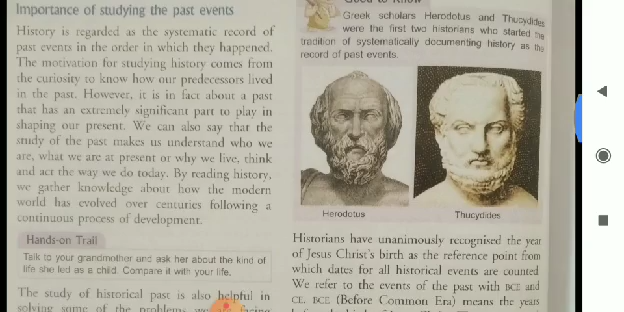 Importance of studying the past events
History is regarded as the systematic record of
past events in the order in which they happened.
The motivation for studying history comes from
the curiosity to know how our predecessors lived
in the past. However, it is in fact about a past
that has an extremely significant part to play in
shaping our present. We can also say that the
study of the past makes us understand who we
are, what we are at present or why we live, think
and act the way we do today. By reading history,
we gather knowledge about how the modern
world has evolved over centuries following a
continuous process of development.
Hands-on Trail
Talk to your grandmother and ask her about the kind of
life she led as a child. Compare it with your life.
The study of historical past is also helpful in
solving some of the problems
Good to Know
Greek scholars Herodotus and Thucydides
were the first two historians who started the
tradition of systematically documenting history as the
record of past events.
Herodotus
Thucydides
Historians have unanimously recognised the year
of Jesus Christ's birth as the reference point from
which dates for all historical events are counted
We refer to the events of the past with BCE and
CE. BCE (Before Common Era) means the years